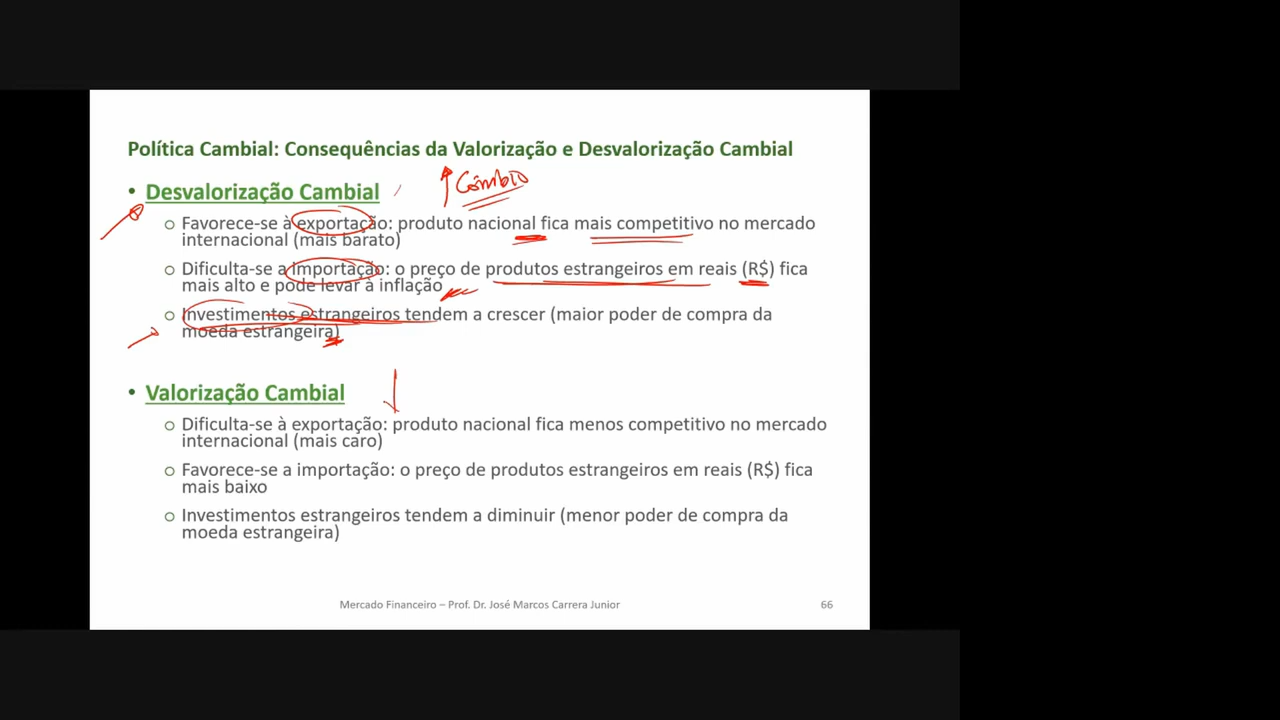 Política Cambial: Consequências da Valorização e Desvalorização Cambial
• Desvalorização Cambial
↑ Câmbio
Favorece-se à exportação: produto nacional fica mais competitivo no mercado
internacional (mais barato)
Dificulta-se a importação: o preço de produtos estrangeiros em reais (R$) fica
mais alto e pode levar à inflação
Investimentos estrangeiros tendem a crescer (maior poder de compra da
moeda estrangeira)
• Valorização Cambial
Dificulta-se à exportação: produto nacional fica menos competitivo no mercado
internacional (mais caro)
Favorece-se a importação: o preço de produtos estrangeiros em reais (R$) fica
mais baixo
Investimentos estrangeiros tendem a diminuir (menor poder de compra da
moeda estrangeira)
Mercado Financeiro – Prof. Dr. José Marcos Carrera Junior
66